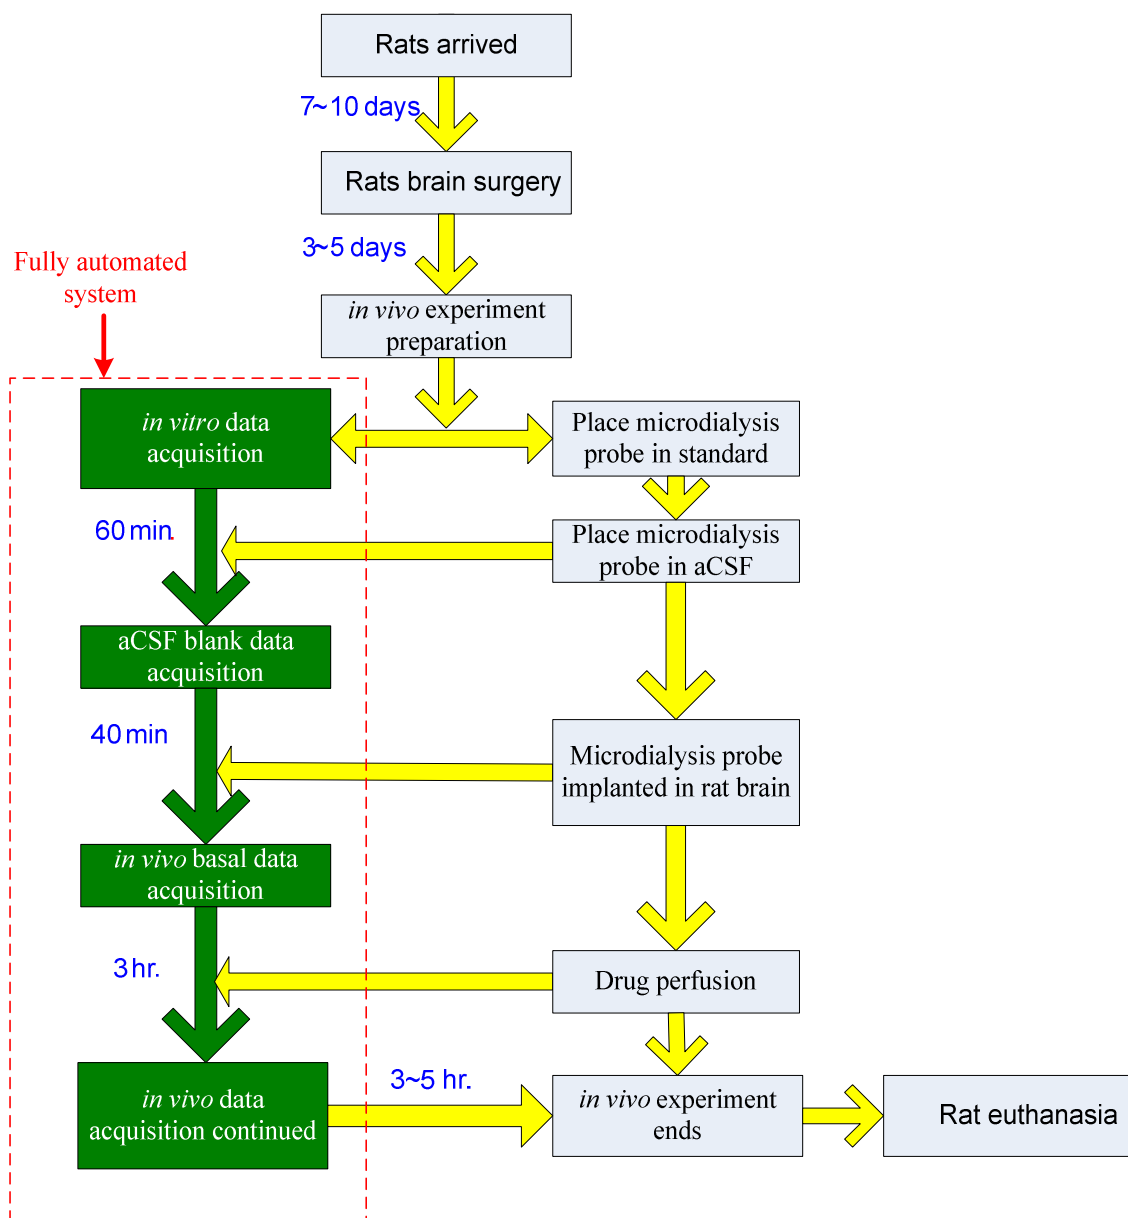 Rats arrived
7~10 days
Rats brain surgery
3~5 days
Fully automated
system
in vivo experiment
preparation
in vitro data
acquisition
Place microdialysis
probe in standard
60 min.
Place microdialysis
probe in aCSF
aCSF blank data
acquisition
40 min
Microdialysis probe
implanted in rat brain
in vivo basal data
acquisition
3 hr.
Drug perfusion
in vivo data
acquisition continued
3~5 hr.
in vivo experiment
ends
Rat euthanasia